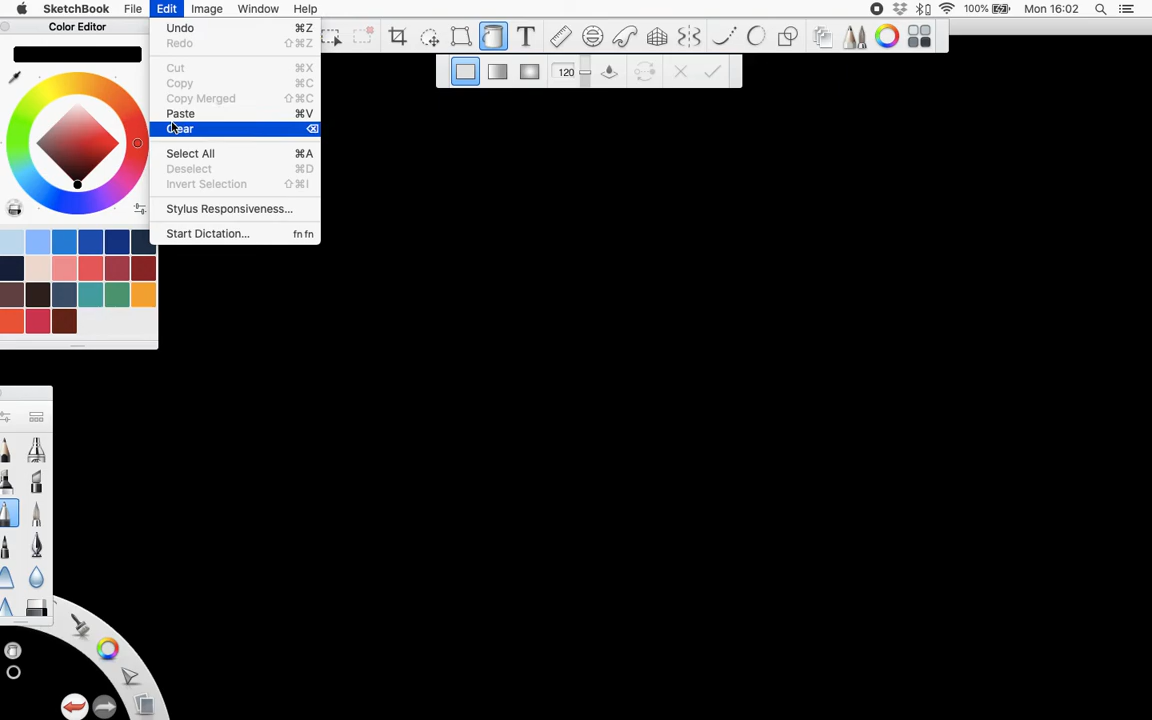 SketchBook File Edit Image Window Help 100% Mon 16:02
Color Editor
Undo ⌘Z
Redo ⇧⌘Z
Cut ⌘X
Copy ⌘C
Copy Merged ⇧⌘C
Paste ⌘V
Clear
Select All ⌘A
Deselect ⌘D
Invert Selection ⇧⌘I
Stylus Responsiveness...
Start Dictation... fn fn
T
120